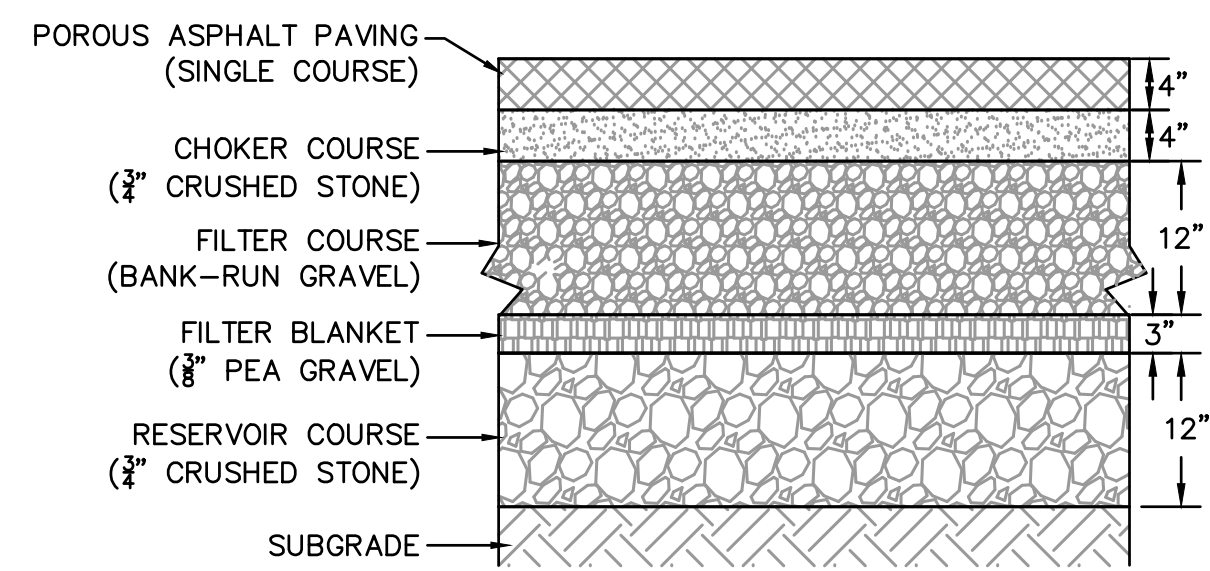 POROUS ASPHALT PAVING
(SINGLE COURSE)
4”
CHOKER COURSE
(3/4” CRUSHED STONE)
4”
FILTER COURSE
(BANK–RUN GRAVEL)
12”
FILTER BLANKET
(3/8” PEA GRAVEL)
3”
RESERVOIR COURSE
(3/4” CRUSHED STONE)
12”
SUBGRADE